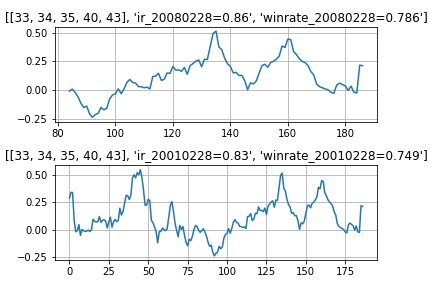 [[33, 34, 35, 40, 43], 'ir_20080228=0.86', 'winrate_20080228=0.786']
0.50
0.25
0.00
−0.25
80 100 120 140 160 180
[[33, 34, 35, 40, 43], 'ir_20010228=0.83', 'winrate_20010228=0.749']
0.50
0.25
0.00
−0.25
0 25 50 75 100 125 150 175